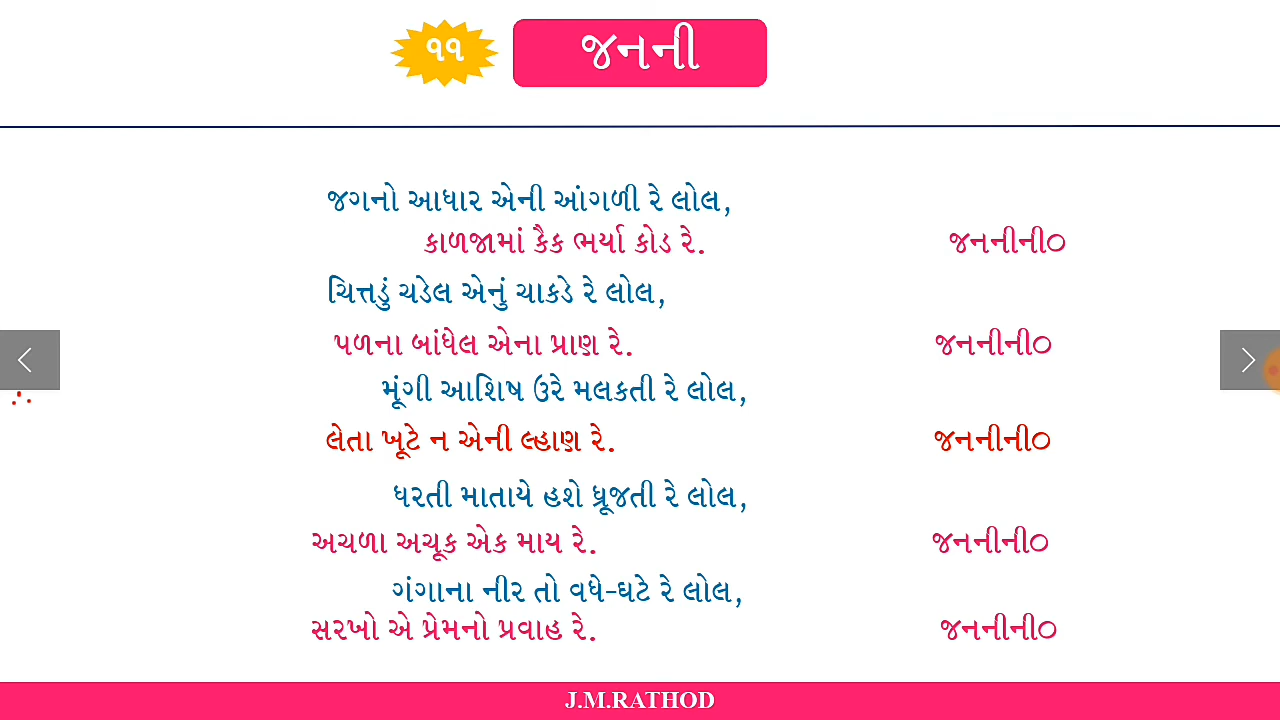 ૧૧ જનની
જગનો આધાર એની આંગળી રે લોલ,
કાળજામાં કૈક ભર્યા કોડ રે. જનનીની૦
ચિત્તડું ચડેલ એનું ચાકડે રે લોલ,
પળના બાંધેલ એના પ્રાણ રે. જનનીની૦
મૂંગી આશિષ ઉરે મલકતી રે લોલ,
લેતા ખૂટે ન એની લ્હાણ રે. જનનીની૦
ધરતી માતાયે હશે ધ્રૂજતી રે લોલ,
અચળા અચૂક એક માય રે. જનનીની૦
ગંગાના નીર તો વધે-ઘટે રે લોલ,
સરખો એ પ્રેમનો પ્રવાહ રે. જનનીની૦
J.M.RATHOD